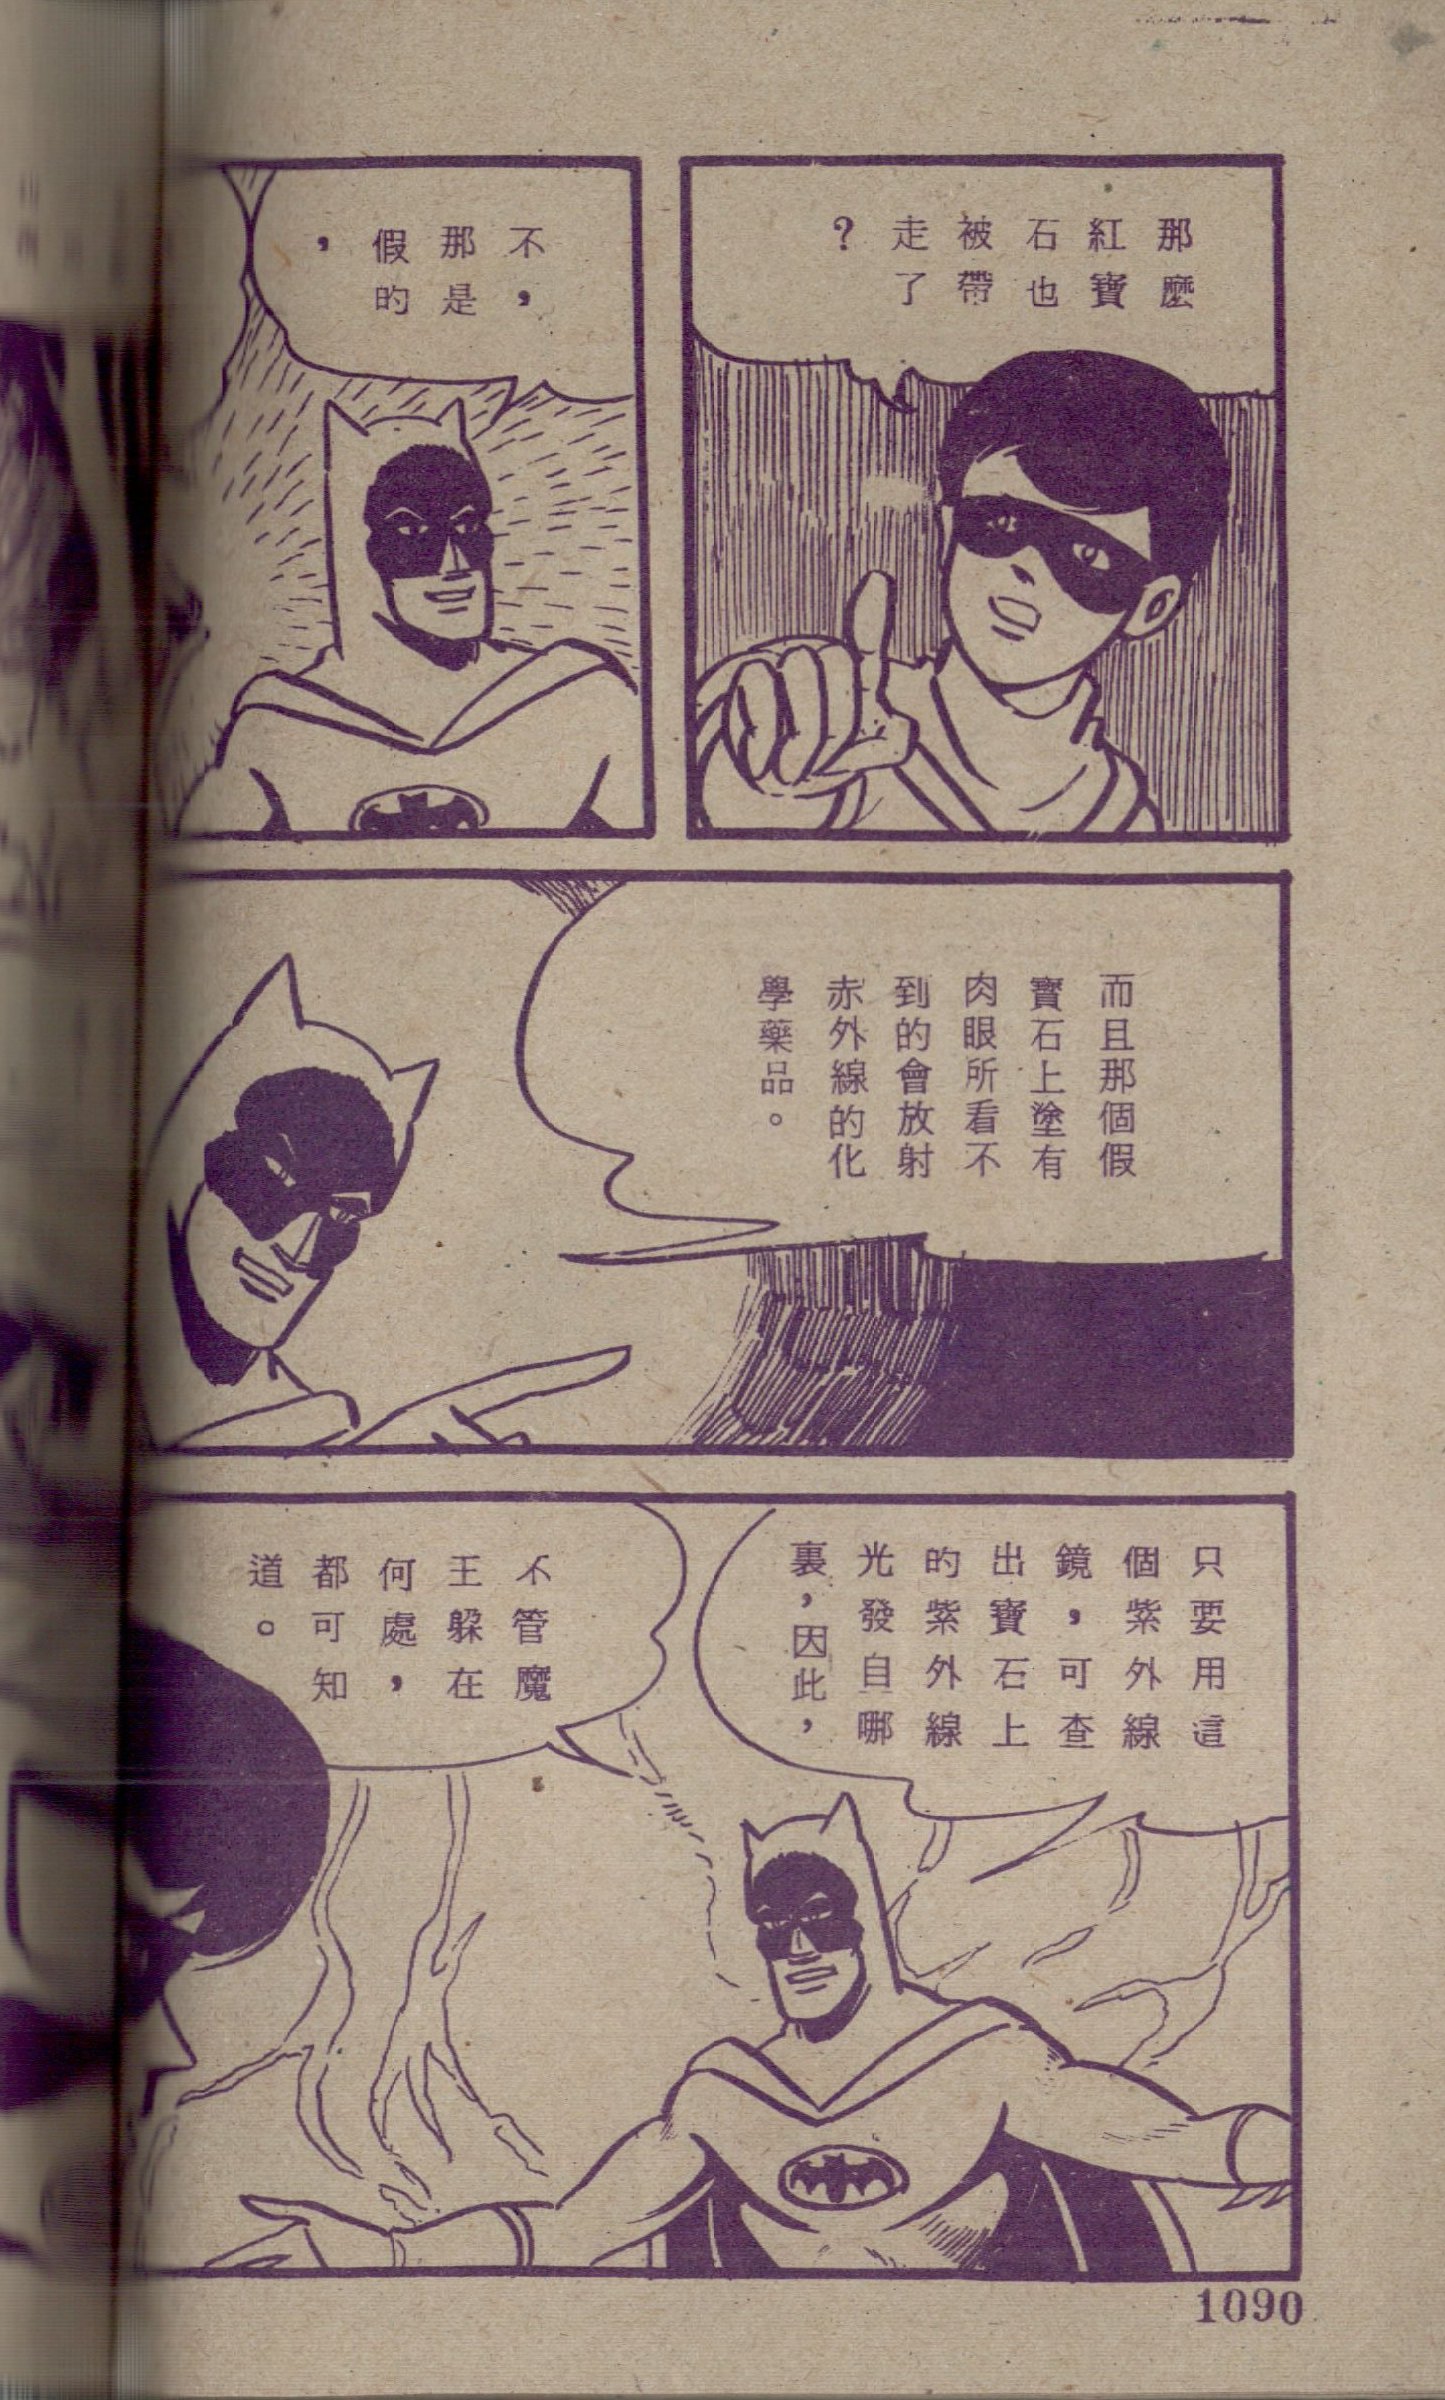 那麼
紅寶
石也
被帶
走了
？
不，
那是
假的
，
而且那個假
寶石上塗有
肉眼所看不
到的會放射
赤外線的化
學藥品。
只要用這
個紫外線
鏡，可查
出寶石上
的紫外線
光發自哪
裏，因此，
不管魔
王躲在
何處，
都可知
道。
1090